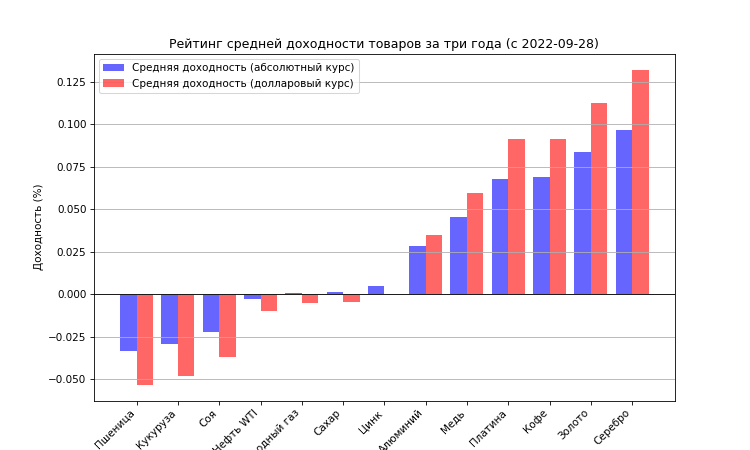 Рейтинг средней доходности товаров за три года (с 2022-09-28)
Средняя доходность (абсолютный курс)
Средняя доходность (долларовый курс)
Доходность (%)
0.125
0.100
0.075
0.050
0.025
0.000
−0.025
−0.050
Пшеница
Кукуруза
Соя
Нефть WTI
газ
Сахар
Цинк
Алюминий
Медь
Платина
Кофе
Золото
Серебро